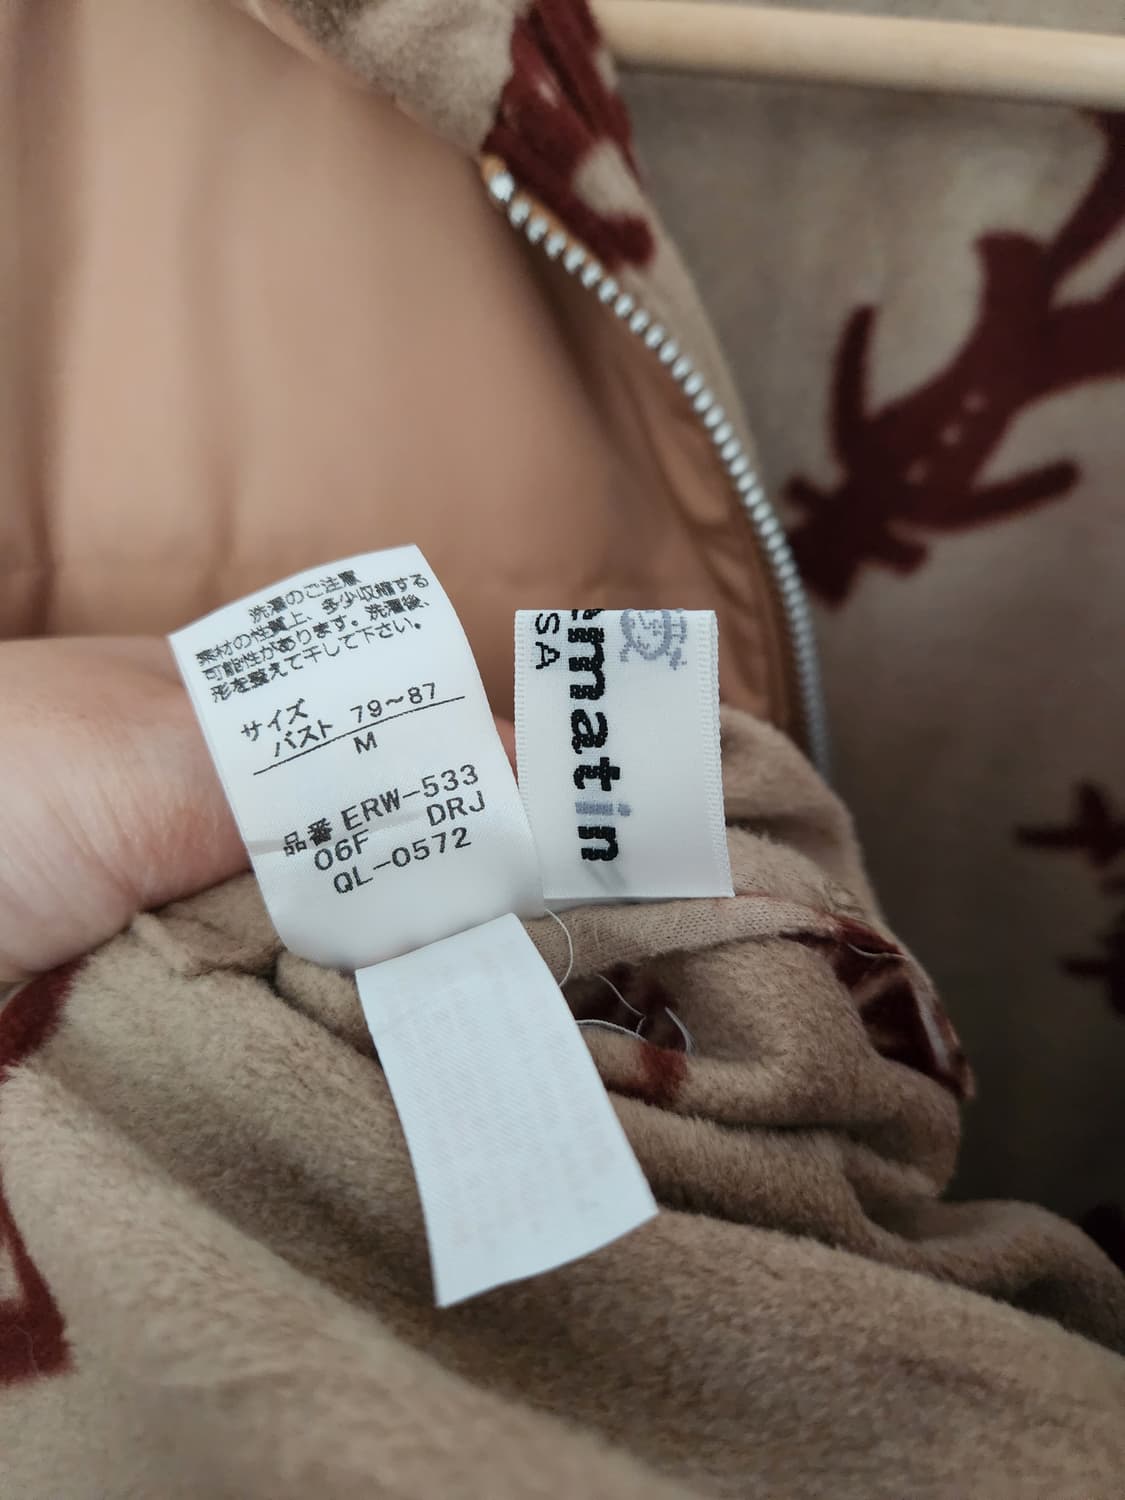 洗濯のご注意
素材の性質上、多少収縮する
可能性があります。洗濯後、
形を整えて干して下さい。
サイズ
バスト 79～87
M
品番 ERW-533
06F DRJ
QL-0572
ematin
SA